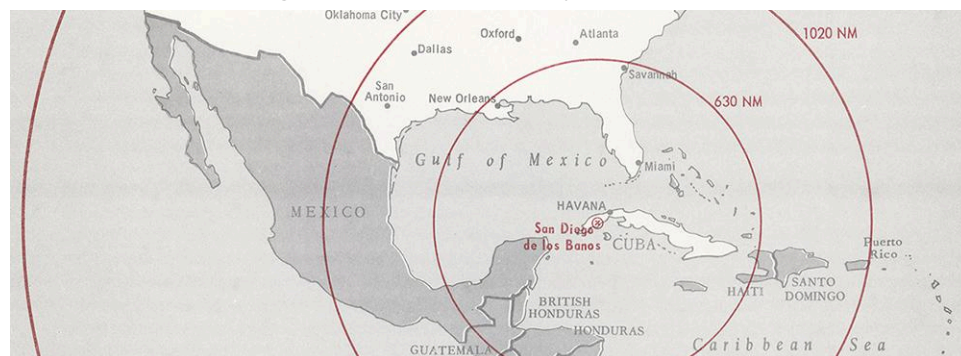 Oklahoma City
Oxford
Atlanta
1020 NM
Dallas
Savannah
San
Antonio
New Orleans
630 NM
Gulf of Mexico
Miami
MEXICO
HAVANA
San Diego
de los Banos
CUBA
Puerto
Rico
HAITI
SANTO
DOMINGO
BRITISH
HONDURAS
HONDURAS
GUATEMALA
Caribbean Sea